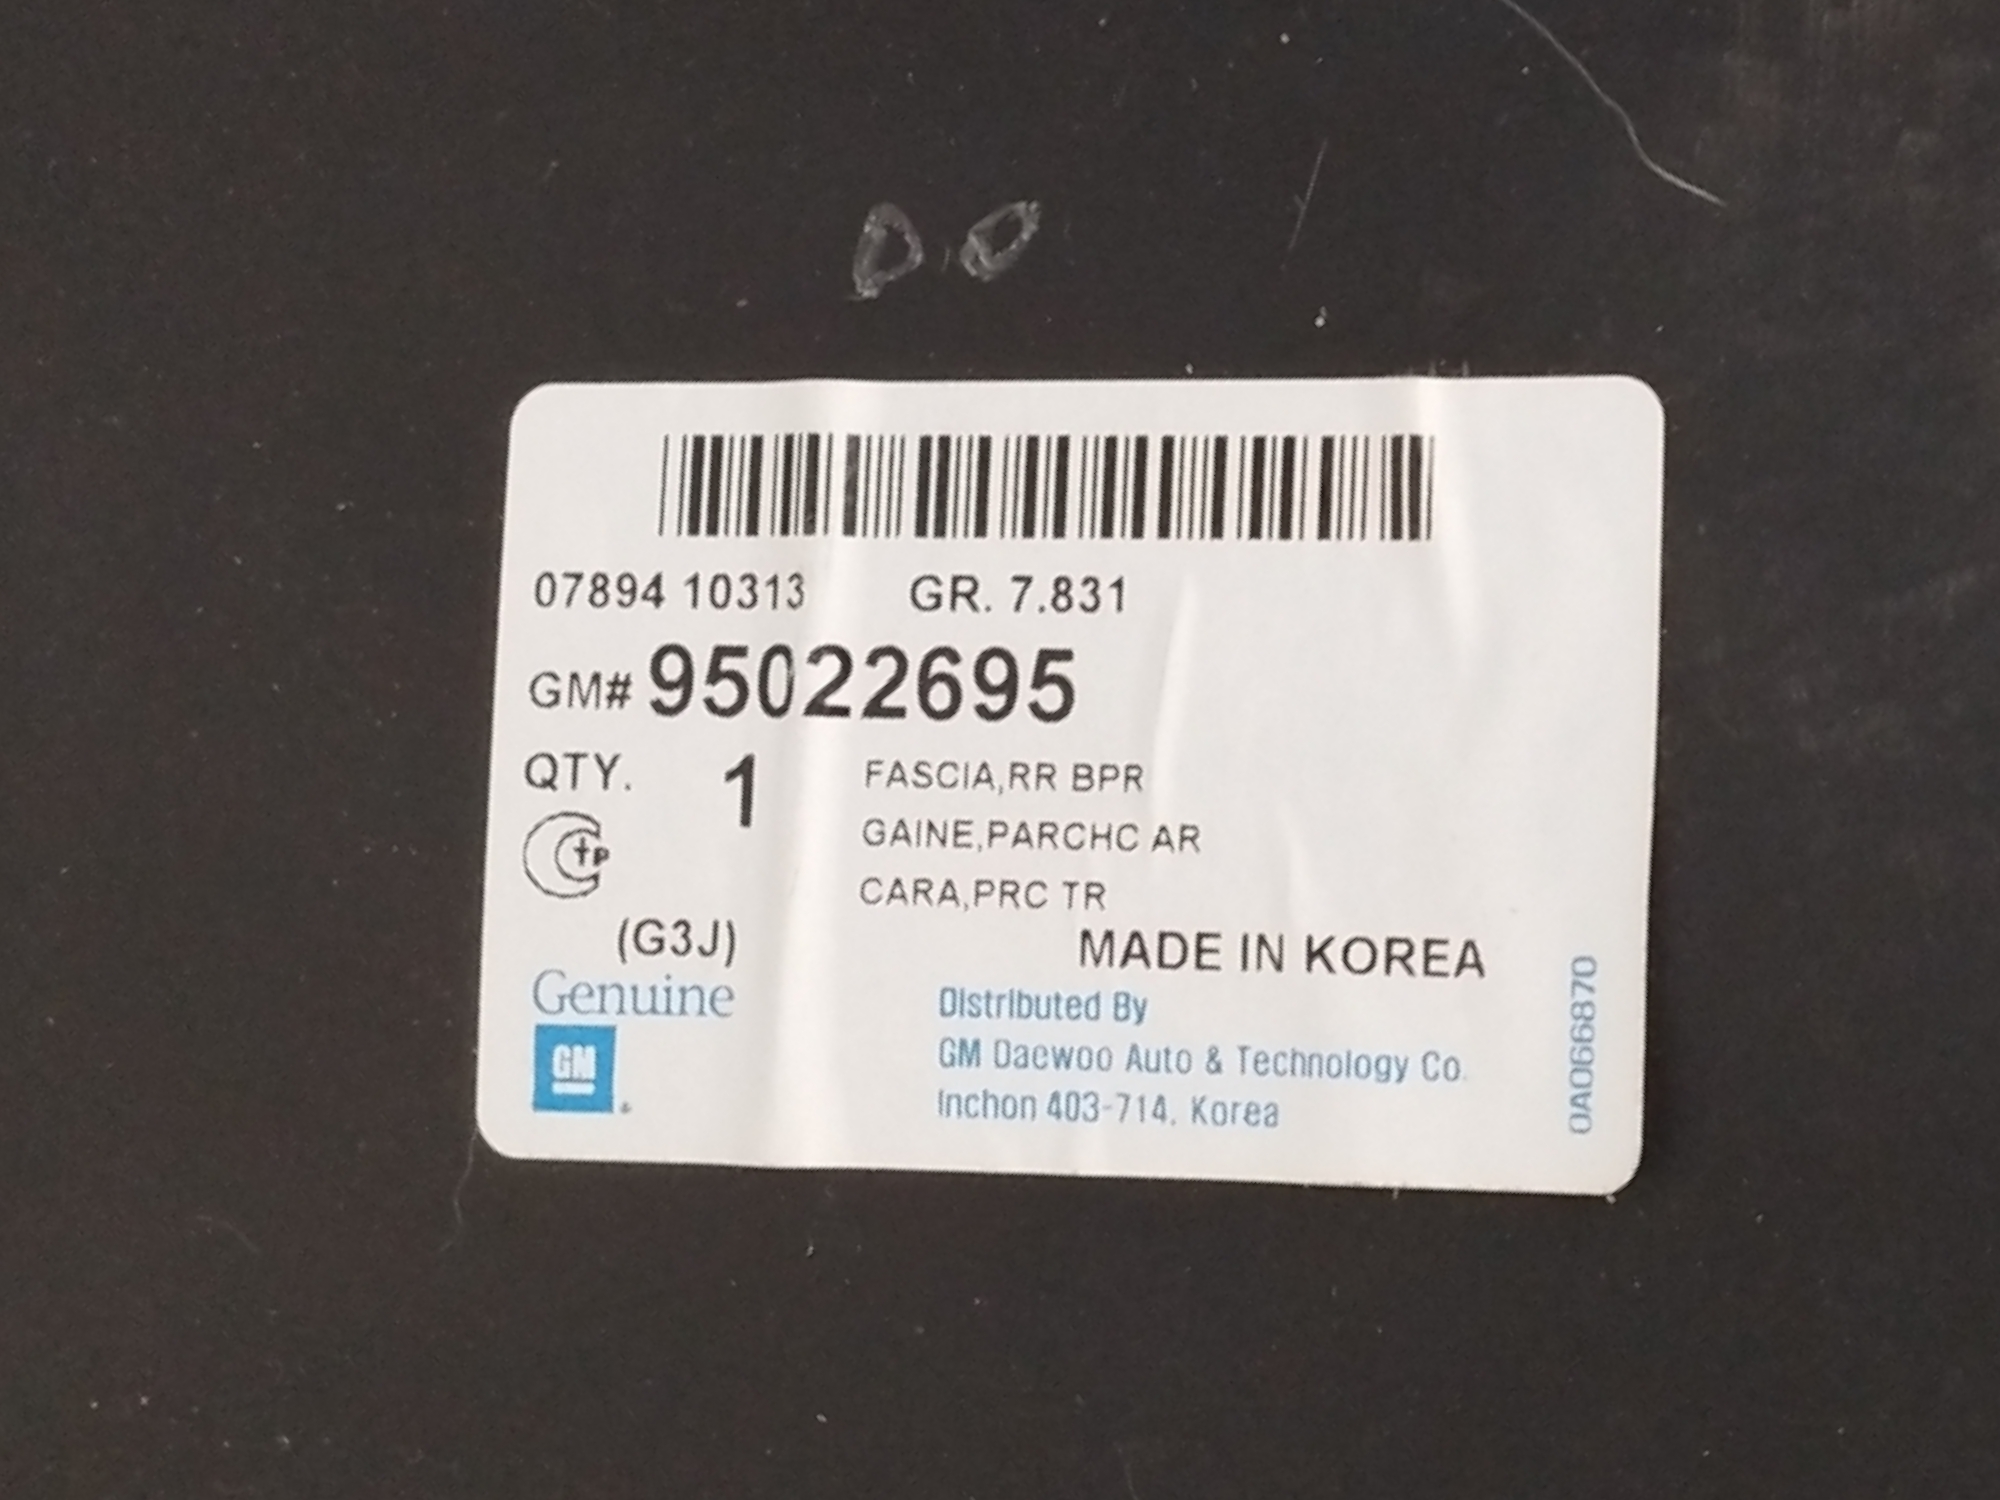 07894 10313 GR. 7.831
GM# 95022695
QTY. 1 FASCIA,RR BPR
GAINE,PARCHC AR
CARA,PRC TR
(G3J) MADE IN KOREA
Genuine
GM
Distributed By
GM Daewoo Auto & Technology Co.
Inchon 403-714, Korea
0A066870